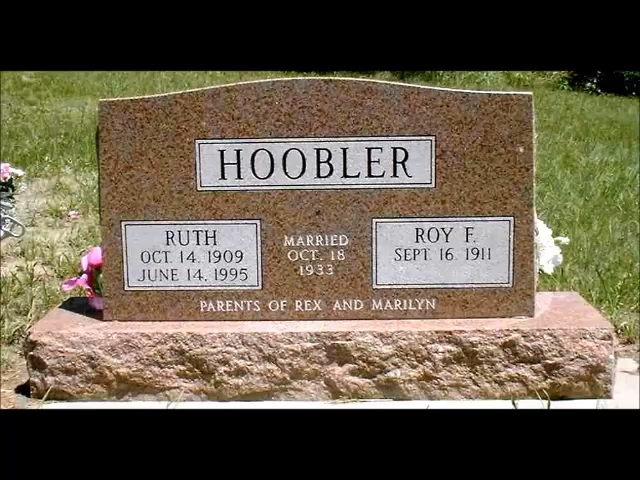 HOOBLER
RUTH
OCT. 14, 1909
JUNE 14, 1995
MARRIED
OCT. 18
1933
ROY F.
SEPT. 16, 1911
PARENTS OF REX AND MARILYN